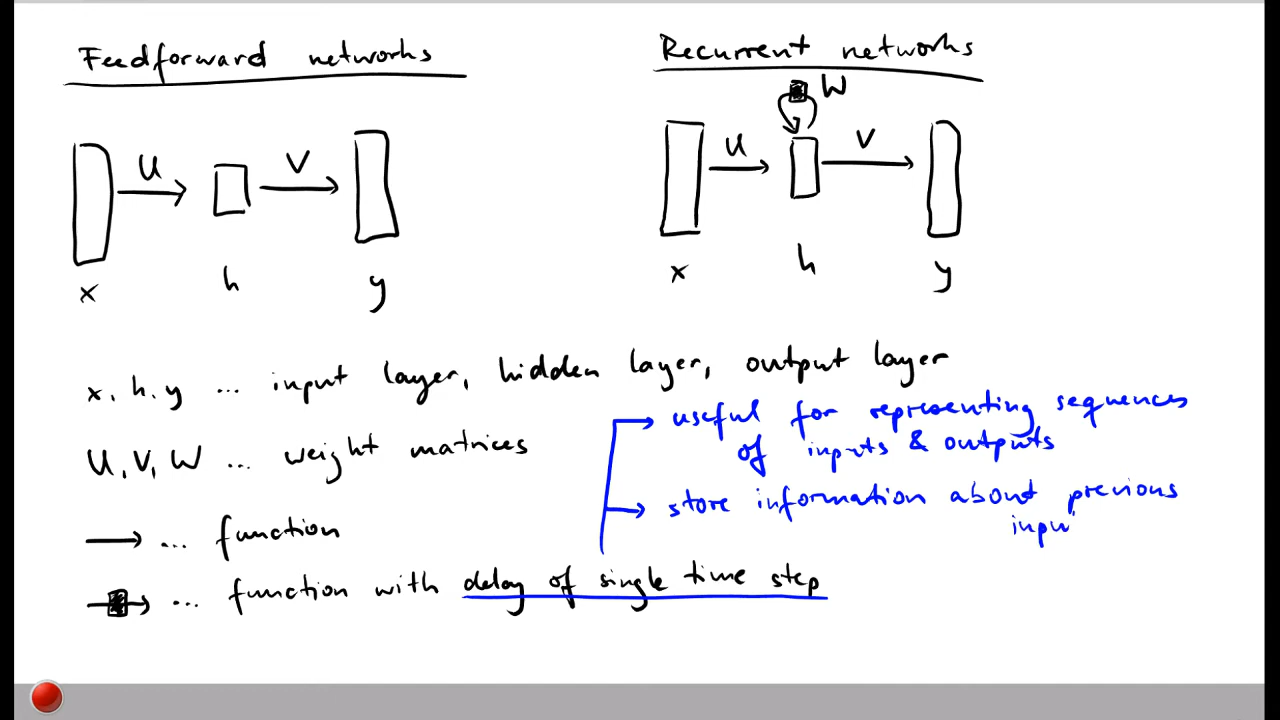 Feedforward networks
Recurrent networks
W
U
V
U
V
x
h
y
x
h
y
x, h, y ... input layer, hidden layer, output layer
useful for representing sequences
of inputs & outputs
U, V, W ... weight matrices
store information about previous
inpu
... function
... function with delay of single time step